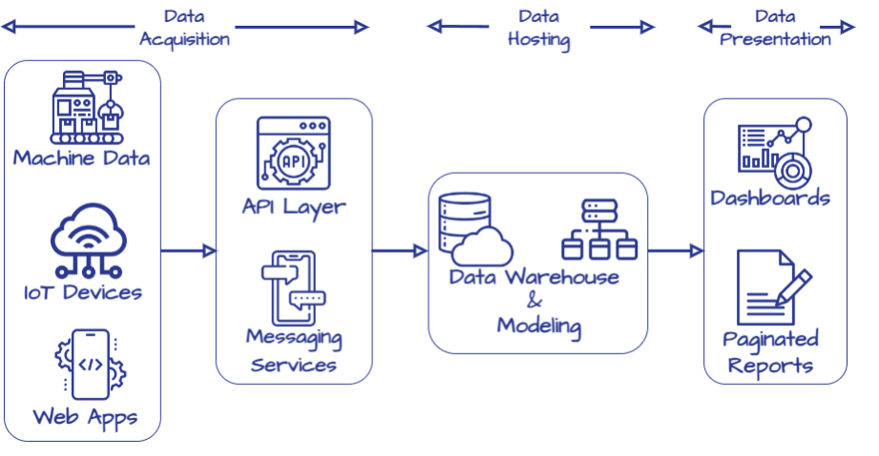 Data
Acquisition
Data
Hosting
Data
Presentation
Machine Data
IoT Devices
Web Apps
</>
API
API Layer
Messaging
Services
Data Warehouse
&
Modeling
Dashboards
Paginated
Reports